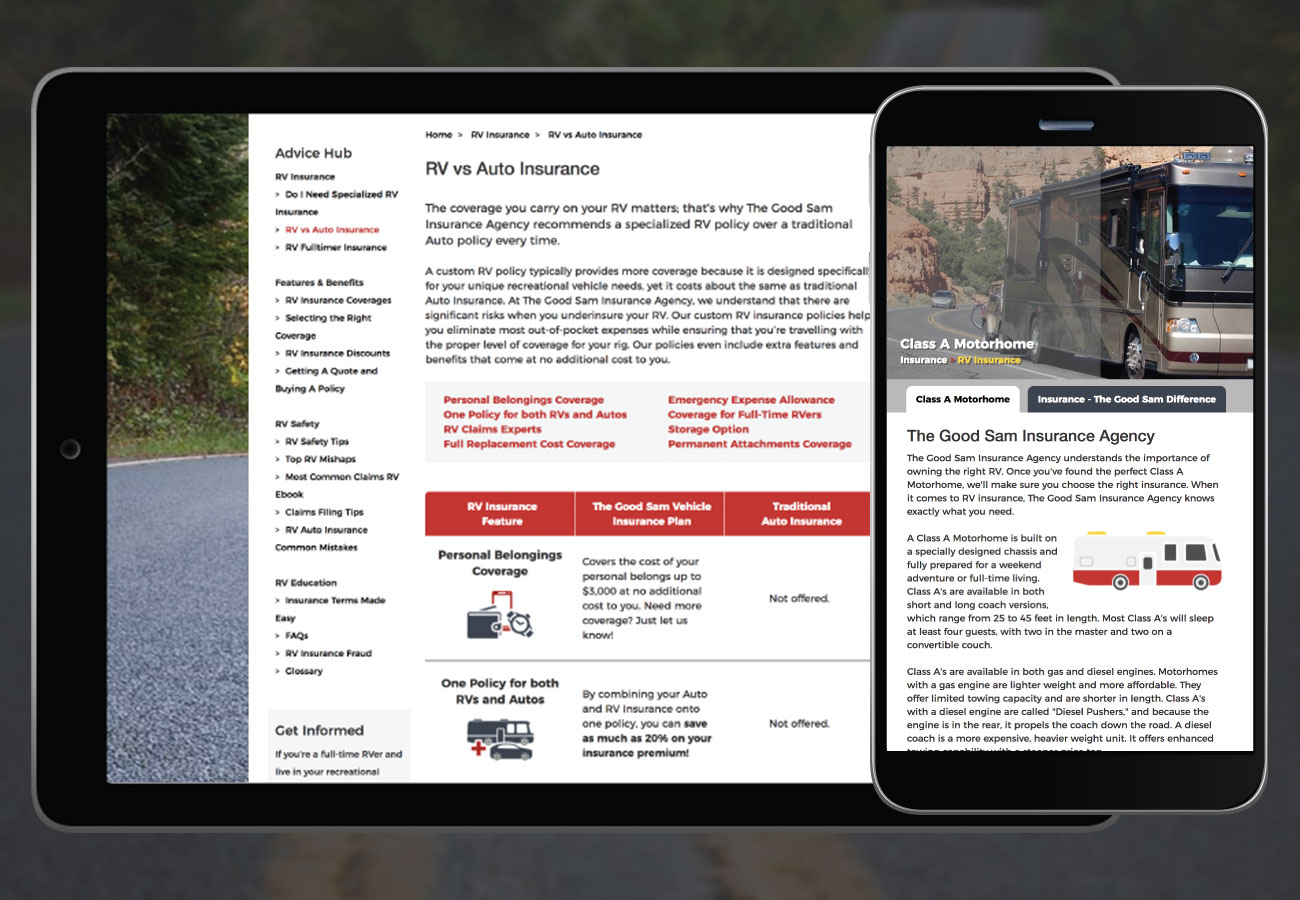 Advice Hub
RV Insurance
> Do I Need Specialized RV
Insurance
> RV vs Auto Insurance
> RV Fulltimer Insurance
Features & Benefits
> RV Insurance Coverages
> Selecting the Right
Coverage
> RV Insurance Discounts
> Getting A Quote and
Buying A Policy
RV Safety
> RV Safety Tips
> Top RV Mishaps
> Most Common Claims RV
Ebook
> Claims Filing Tips
> RV Auto Insurance
Common Mistakes
RV Education
> Insurance Terms Made
Easy
> FAQs
> RV Insurance Fraud
> Glossary
Get Informed
If you're a full-time RVer and
live in your recreational
Home > RV Insurance > RV vs Auto Insurance
RV vs Auto Insurance
The coverage you carry on your RV matters; that's why The Good Sam
Insurance Agency recommends a specialized RV policy over a traditional
Auto policy every time.
A custom RV policy typically provides more coverage because it is designed specifically
for your unique recreational vehicle needs, yet it costs about the same as traditional
Auto Insurance. At The Good Sam Insurance Agency, we understand that there are
significant risks when you underinsure your RV. Our custom RV insurance policies help
you eliminate most out-of-pocket expenses while ensuring that you're travelling with
the proper level of coverage for your rig. Our policies even include extra features and
benefits that come at no additional cost to you.
Personal Belongings Coverage
One Policy for both RVs and Autos
RV Claims Experts
Full Replacement Cost Coverage
Emergency Expense Allowance
Coverage for Full-Time RVers
Storage Option
Permanent Attachments Coverage
RV Insurance
Feature
The Good Sam Vehicle
Insurance Plan
Traditional
Auto Insurance
Personal Belongings
Coverage
Covers the cost of your
personal belongs up to
$3,000 at no additional
cost to you. Need more
coverage? Just let us
know!
Not offered.
One Policy for both
RVs and Autos
By combining your Auto
and RV Insurance onto
one policy, you can save
as much as 20% on your
insurance premium!
Not offered.
Class A Motorhome
Insurance > RV Insurance
Class A Motorhome
Insurance - The Good Sam Difference
The Good Sam Insurance Agency
The Good Sam Insurance Agency understands the importance of
owning the right RV. Once you've found the perfect Class A
Motorhome, we'll make sure you choose the right insurance. When
it comes to RV insurance, The Good Sam Insurance Agency knows
exactly what you need.
A Class A Motorhome is built on
a specially designed chassis and
fully prepared for a weekend
adventure or full-time living.
Class A's are available in both
short and long coach versions,
which range from 25 to 45 feet in length. Most Class A's will sleep
at least four guests, with two in the master and two on a
convertible couch.
Class A's are available in both gas and diesel engines. Motorhomes
with a gas engine are lighter weight and more affordable. They
offer limited towing capacity and are shorter in length. Class A's
with a diesel engine are called "Diesel Pushers," and because the
engine is in the rear, it propels the coach down the road. A diesel
coach is a more expensive, heavier weight unit. It offers enhanced